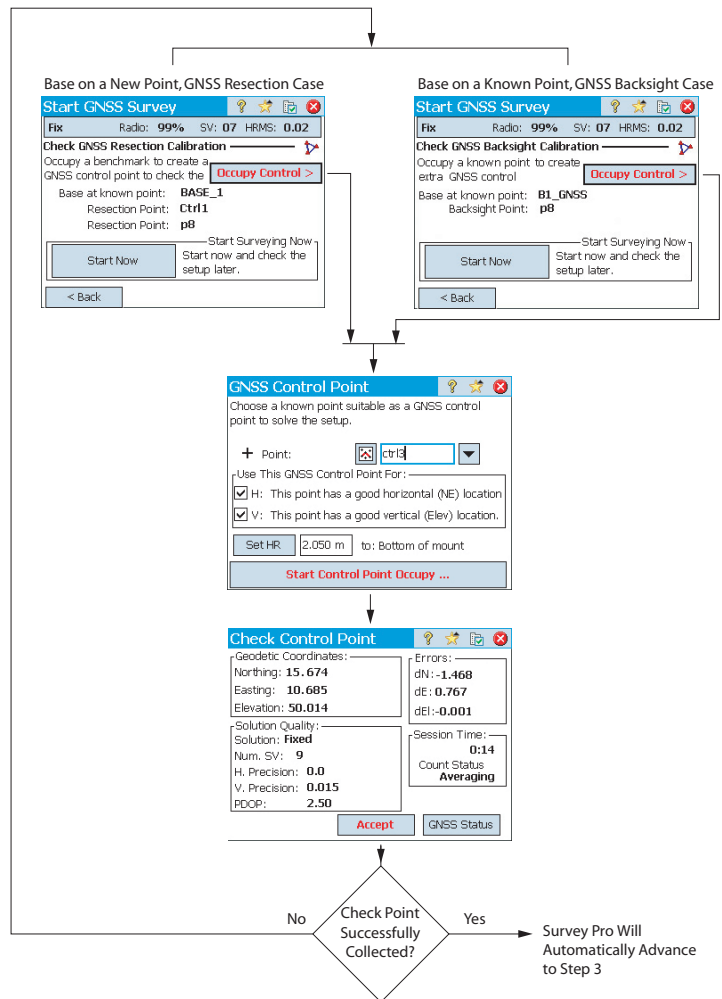 Base on a New Point, GNSS Resection Case
Start GNSS Survey
Fix Radio: 99% SV: 07 HRMS: 0.02
Check GNSS Resection Calibration
Occupy a benchmark to create a
GNSS control point to check the
Occupy Control >
Base at known point: BASE_1
Resection Point: Ctrl1
Resection Point: p8
Start Surveying Now
Start Now
Start now and check the
setup later.
< Back
Base on a Known Point, GNSS Backsight Case
Start GNSS Survey
Fix Radio: 99% SV: 07 HRMS: 0.02
Check GNSS Backsight Calibration
Occupy a known point to create
extra GNSS control
Occupy Control >
Base at known point: B1_GNSS
Backsight Point: p8
Start Surveying Now
Start Now
Start now and check the
setup later.
< Back
GNSS Control Point
Choose a known point suitable as a GNSS control
point to solve the setup.
+ Point: ctrl3
Use This GNSS Control Point For:
H: This point has a good horizontal (NE) location
V: This point has a good vertical (Elev) location.
Set HR 2.050 m to: Bottom of mount
Start Control Point Occupy ...
Check Control Point
Geodetic Coordinates:
Northing: 15.674
Easting: 10.685
Elevation: 50.014
Errors:
dN: -1.468
dE: 0.767
dEl: -0.001
Solution Quality:
Solution: Fixed
Num. SV: 9
H. Precision: 0.0
V. Precision: 0.015
PDOP: 2.50
Session Time:
0:14
Count Status
Averaging
Accept
GNSS Status
No
Check Point
Successfully
Collected?
Yes
Survey Pro Will
Automatically Advance
to Step 3